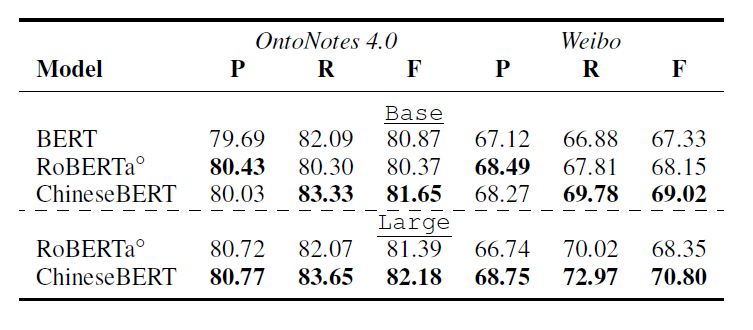 OntoNotes 4.0 Weibo
Model P R F P R F
Base
BERT 79.69 82.09 80.87 67.12 66.88 67.33
RoBERTa° 80.43 80.30 80.37 68.49 67.81 68.15
ChineseBERT 80.03 83.33 81.65 68.27 69.78 69.02
Large
RoBERTa° 80.72 82.07 81.39 66.74 70.02 68.35
ChineseBERT 80.77 83.65 82.18 68.75 72.97 70.80